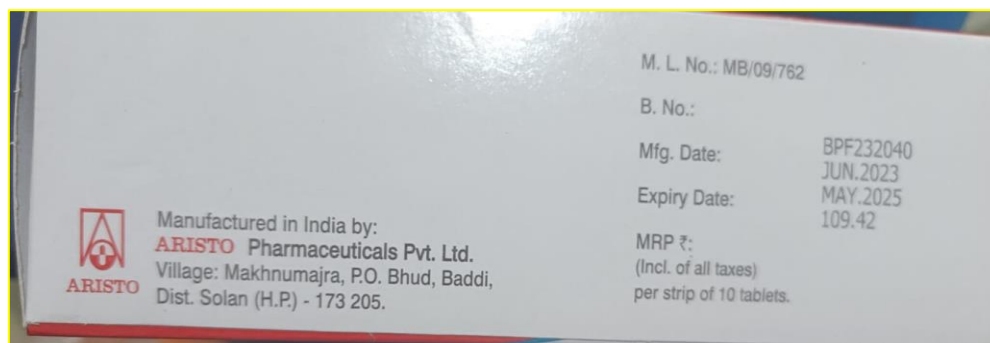 M. L. No.: MB/09/762
B. No.:
BPF232040
Mfg. Date:
JUN.2023
Expiry Date:
MAY.2025
MRP ₹:
109.42
(Incl. of all taxes)
per strip of 10 tablets.
Manufactured in India by:
ARISTO Pharmaceuticals Pvt. Ltd.
Village: Makhnumajra, P.O. Bhud, Baddi,
Dist. Solan (H.P.) - 173 205.
ARISTO